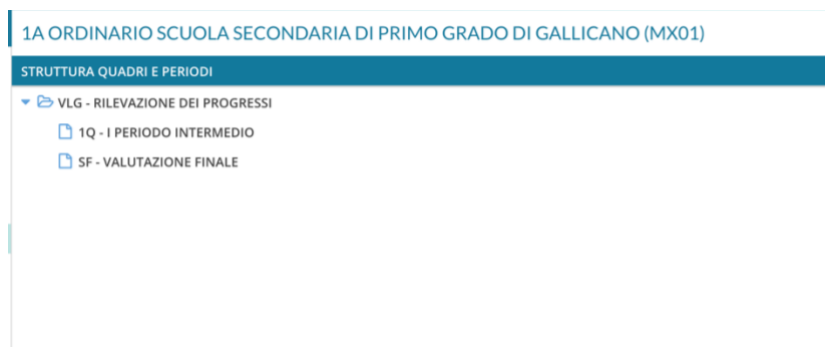 1A ORDINARIO SCUOLA SECONDARIA DI PRIMO GRADO DI GALLICANO (MX01)
STRUTTURA QUADRI E PERIODI
VLG - RILEVAZIONE DEI PROGRESSI
1Q - I PERIODO INTERMEDIO
SF - VALUTAZIONE FINALE